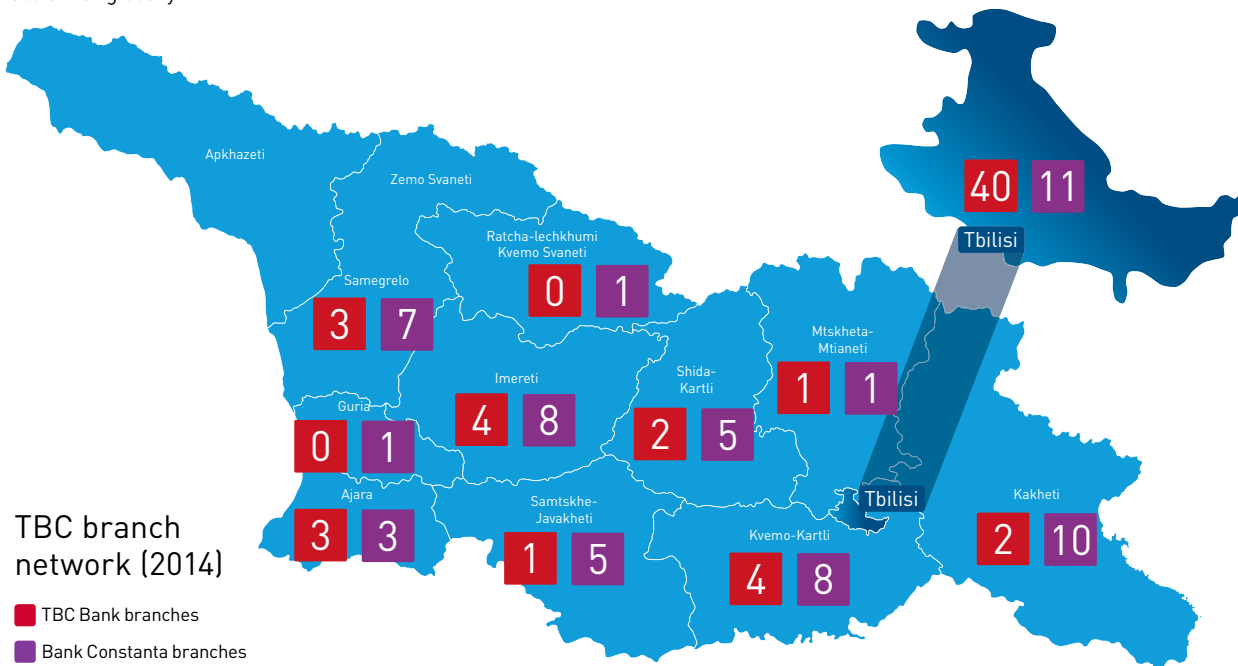 Apkhazeti
Zemo Svaneti
Ratcha-lechkhumi
Kvemo Svaneti
0 1
Samegrelo
3 7
40 11
Tbilisi
Mtskheta-
Mtianeti
1 1
Shida-
Kartli
2 5
Imereti
4 8
Guria
0 1
Ajara
3 3
Samtskhe-
Javakheti
1 5
Kvemo-Kartli
4 8
Tbilisi
Kakheti
2 10
TBC branch
network (2014)
TBC Bank branches
Bank Constanta branches